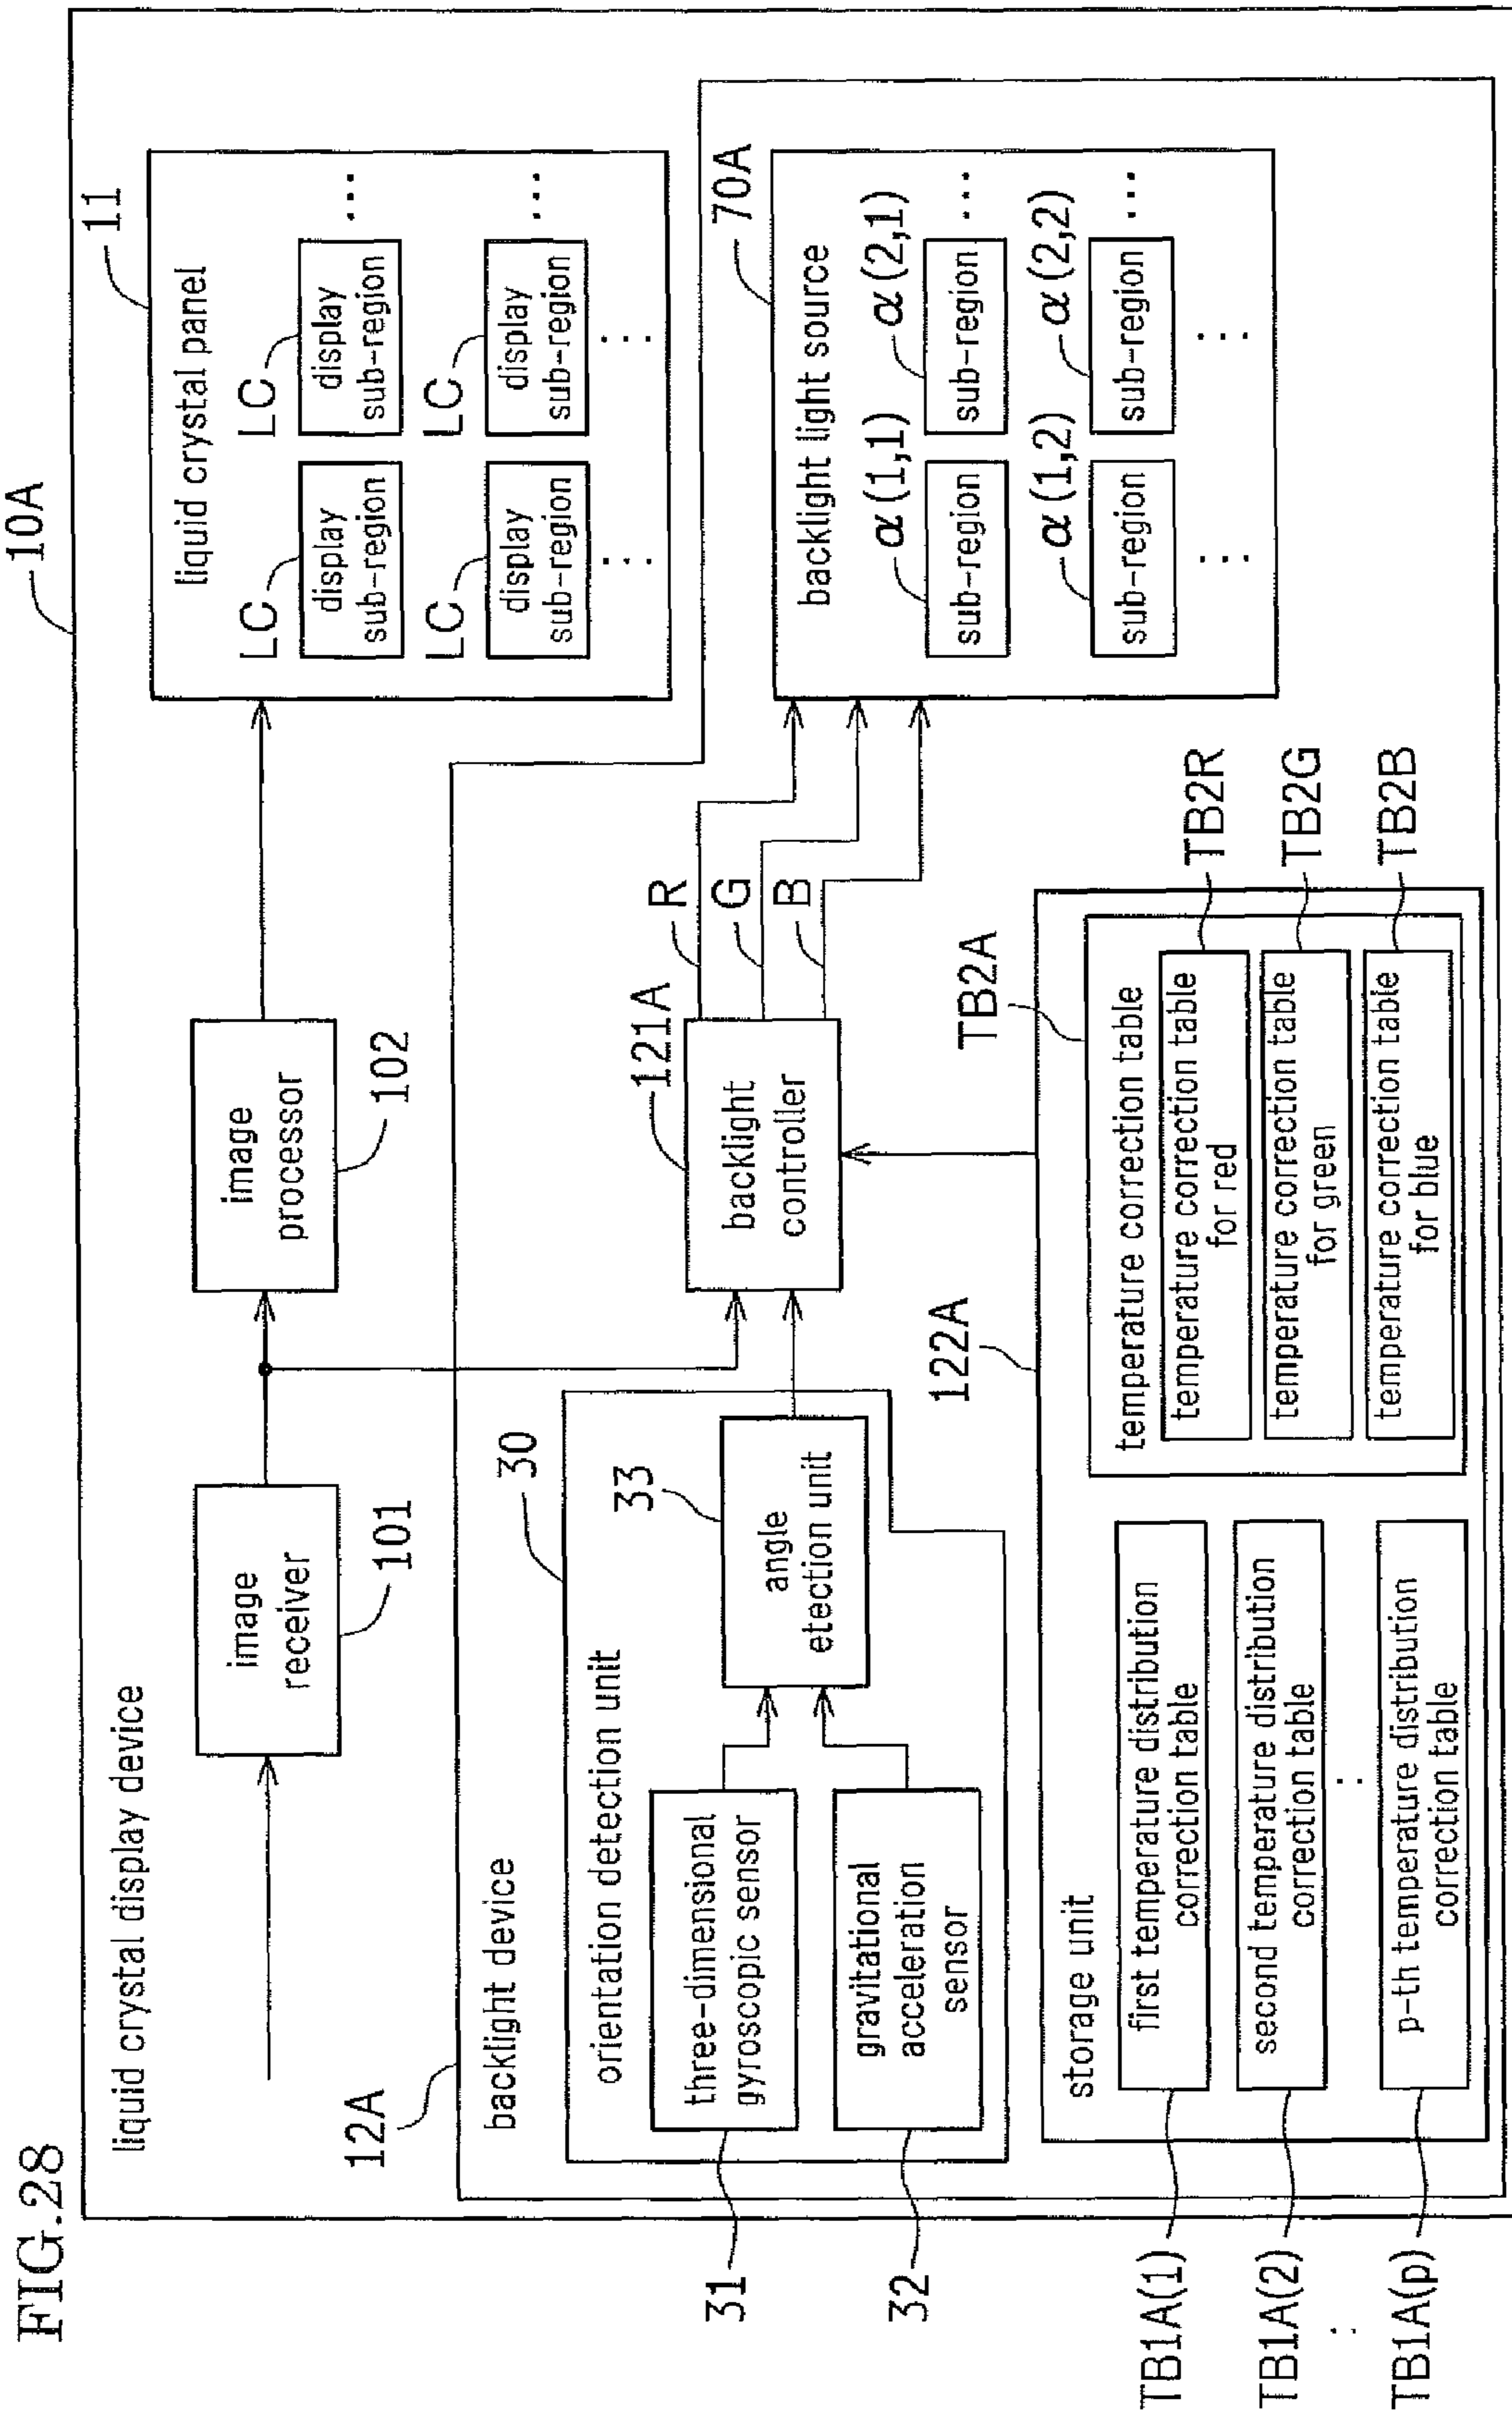 FIG.28
10A
liquid crystal display device
image
receiver
101
image
processor
102
liquid crystal panel
11
LC
display
sub-region
LC
display
sub-region
...
LC
display
sub-region
LC
display
sub-region
...
...
...
12A
backlight device
orientation detection unit
30
three-dimensional
gyroscopic sensor
31
gravitational
acceleration
sensor
32
angle
etection unit
33
backlight
controller
121A
R
G
B
backlight light source
70A
α(1,1)
sub-region
α(2,1)
sub-region
...
α(1,2)
sub-region
α(2,2)
sub-region
...
...
...
storage unit
122A
first temperature distribution
correction table
TB1A(1)
second temperature distribution
correction table
TB1A(2)
:
:
p-th temperature distribution
correction table
TB1A(p)
temperature correction table
TB2A
temperature correction table
for red
TB2R
temperature correction table
for green
TB2G
temperature correction table
for blue
TB2B